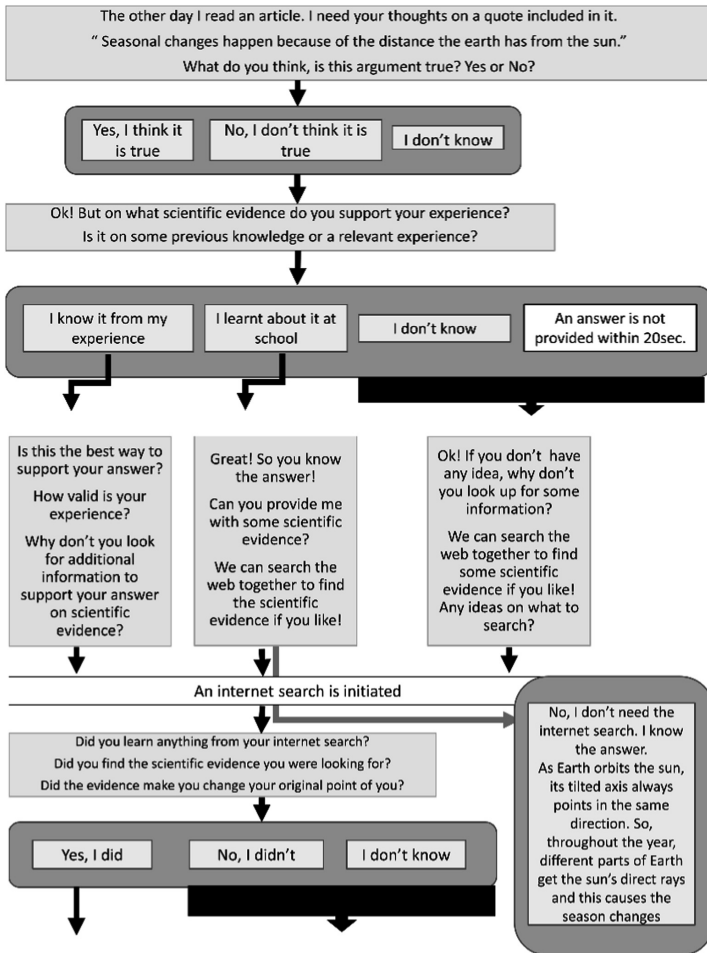 The other day I read an article. I need your thoughts on a quote included in it.
“ Seasonal changes happen because of the distance the earth has from the sun.”
What do you think, is this argument true? Yes or No?
Yes, I think it
is true
No, I don’t think it is
true
I don’t know
Ok! But on what scientific evidence do you support your experience?
Is it on some previous knowledge or a relevant experience?
I know it from my
experience
I learnt about it at
school
I don’t know
An answer is not
provided within 20sec.
Is this the best way to
support your answer?
How valid is your
experience?
Why don’t you look
for additional
information to
support your answer
on scientific
evidence?
Great! So you know
the answer!
Can you provide me
with some scientific
evidence?
We can search the
web together to find
the scientific
evidence if you like!
Ok! If you don’t have
any idea, why don’t
you look up for some
information?
We can search the
web together to find
some scientific
evidence if you like!
Any ideas on what to
search?
An internet search is initiated
No, I don’t need the
internet search. I know
the answer.
As Earth orbits the sun,
its tilted axis always
points in the same
direction. So,
throughout the year,
different parts of Earth
get the sun’s direct rays
and this causes the
season changes
Did you learn anything from your internet search?
Did you find the scientific evidence you were looking for?
Did the evidence make you change your original point of you?
Yes, I did
No, I didn’t
I don’t know